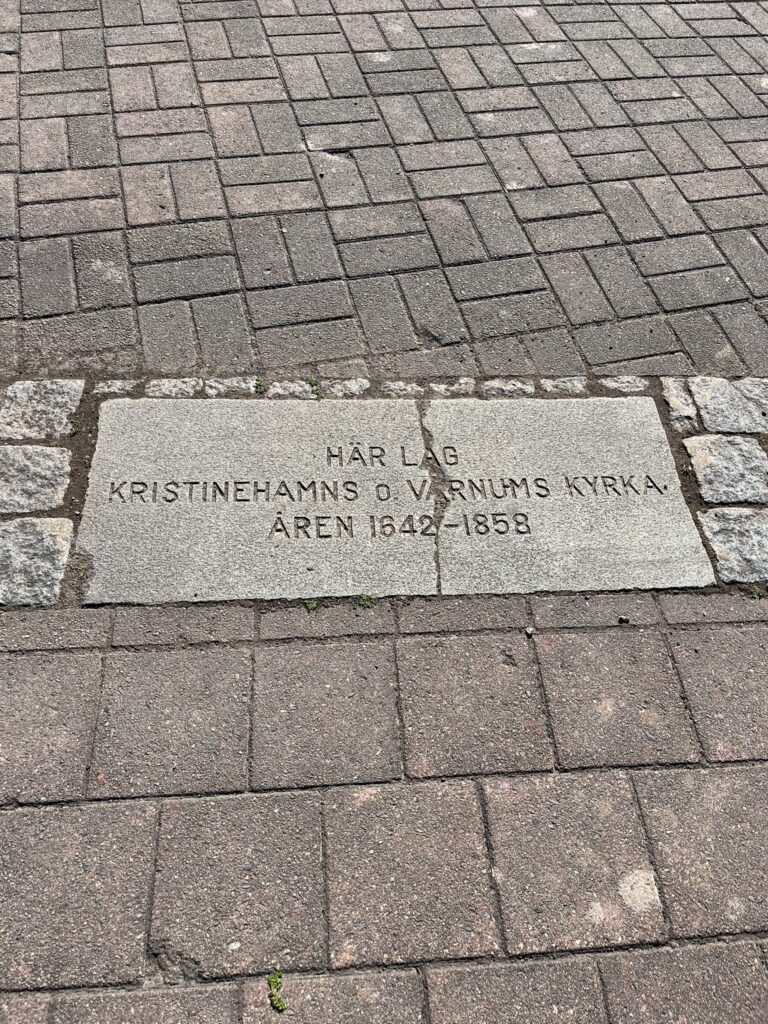 HÄR LAG
KRISTINEHAMNS O. VARNUMS KYRKA.
ÅREN 1642-1858